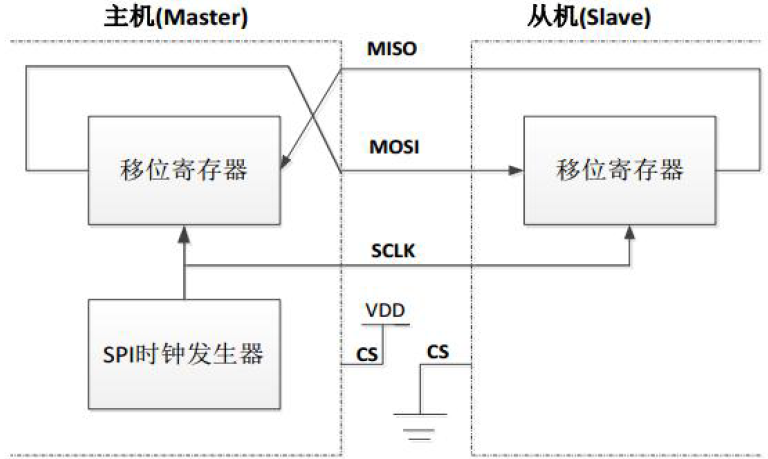 主机(Master)
从机(Slave)
MISO
MOSI
移位寄存器
移位寄存器
SCLK
VDD
SPI时钟发生器
CS
CS